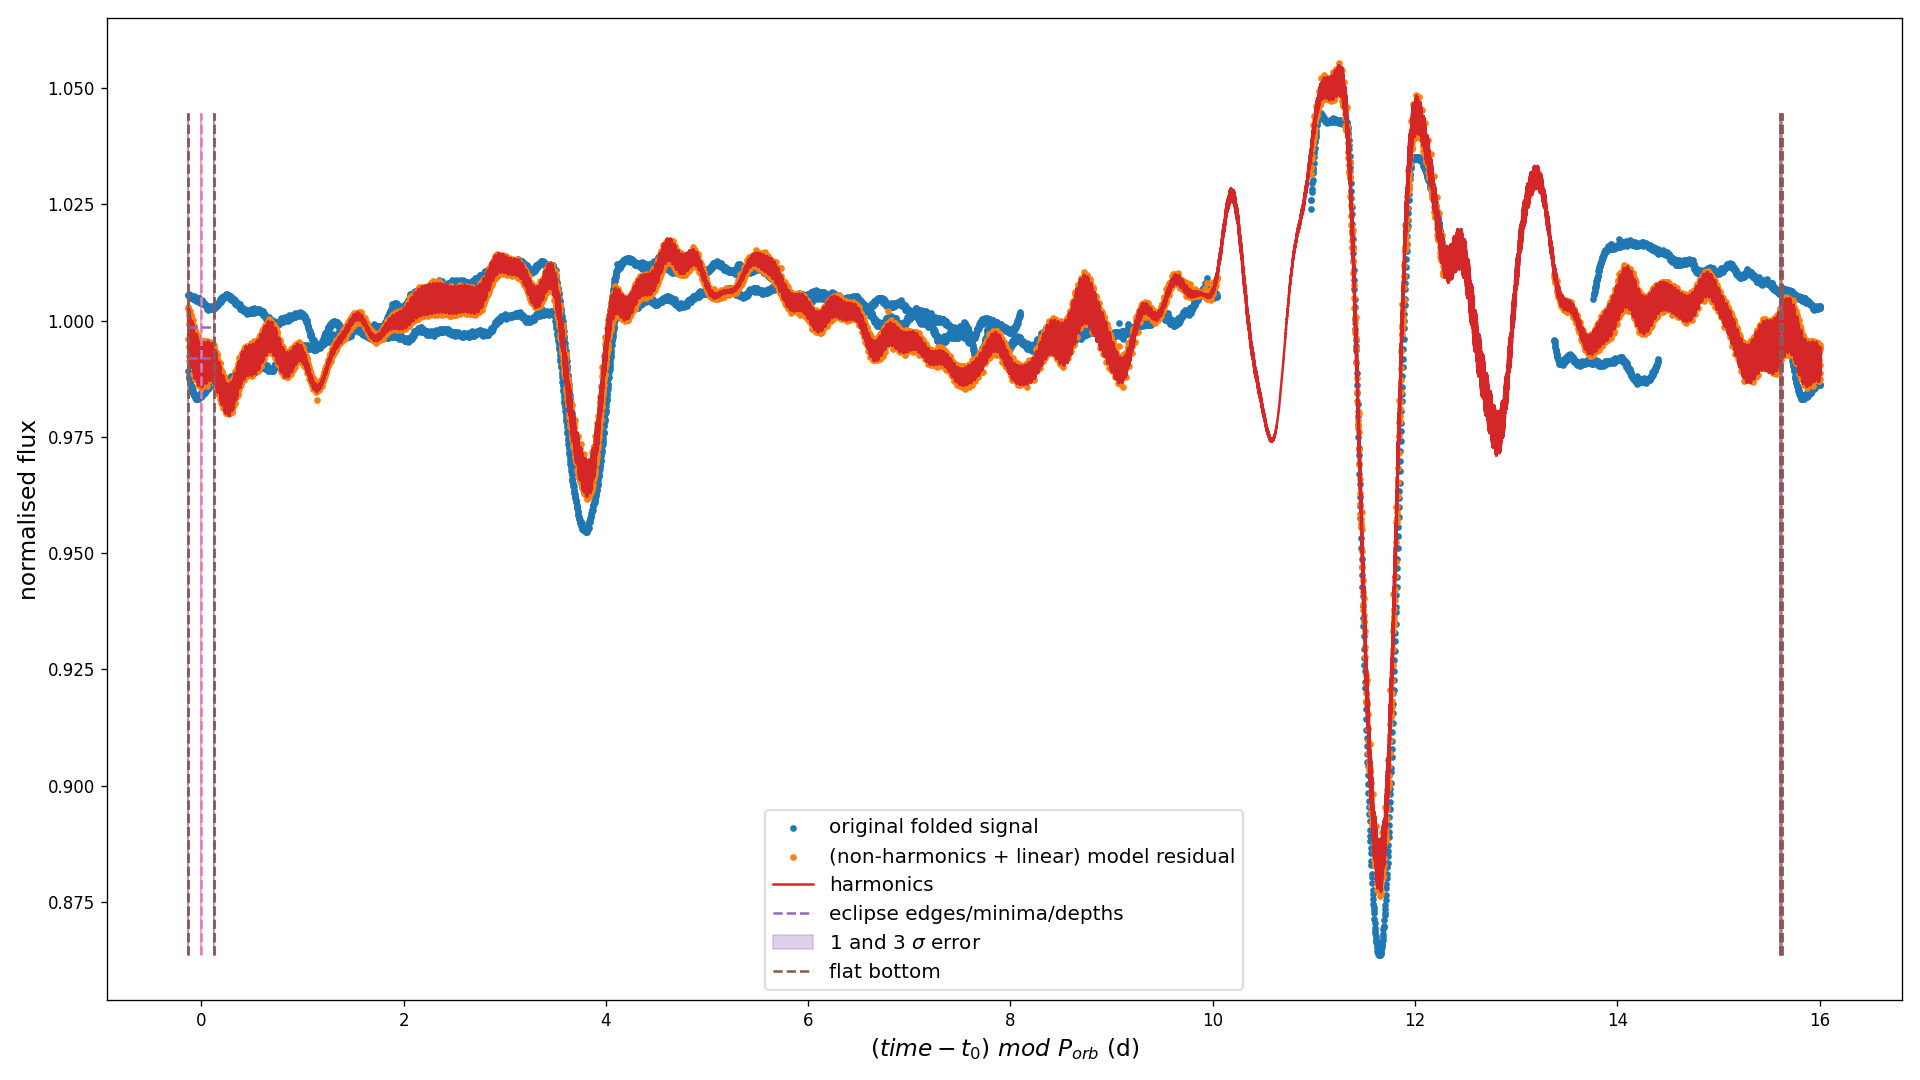 normalised flux
1.050
1.025
1.000
0.975
0.950
0.925
0.900
0.875
original folded signal
(non-harmonics + linear) model residual
harmonics
eclipse edges/minima/depths
1 and 3 σ error
flat bottom
0 2 4 6 8 10 12 14 16
(time − t₀) mod P_orb (d)